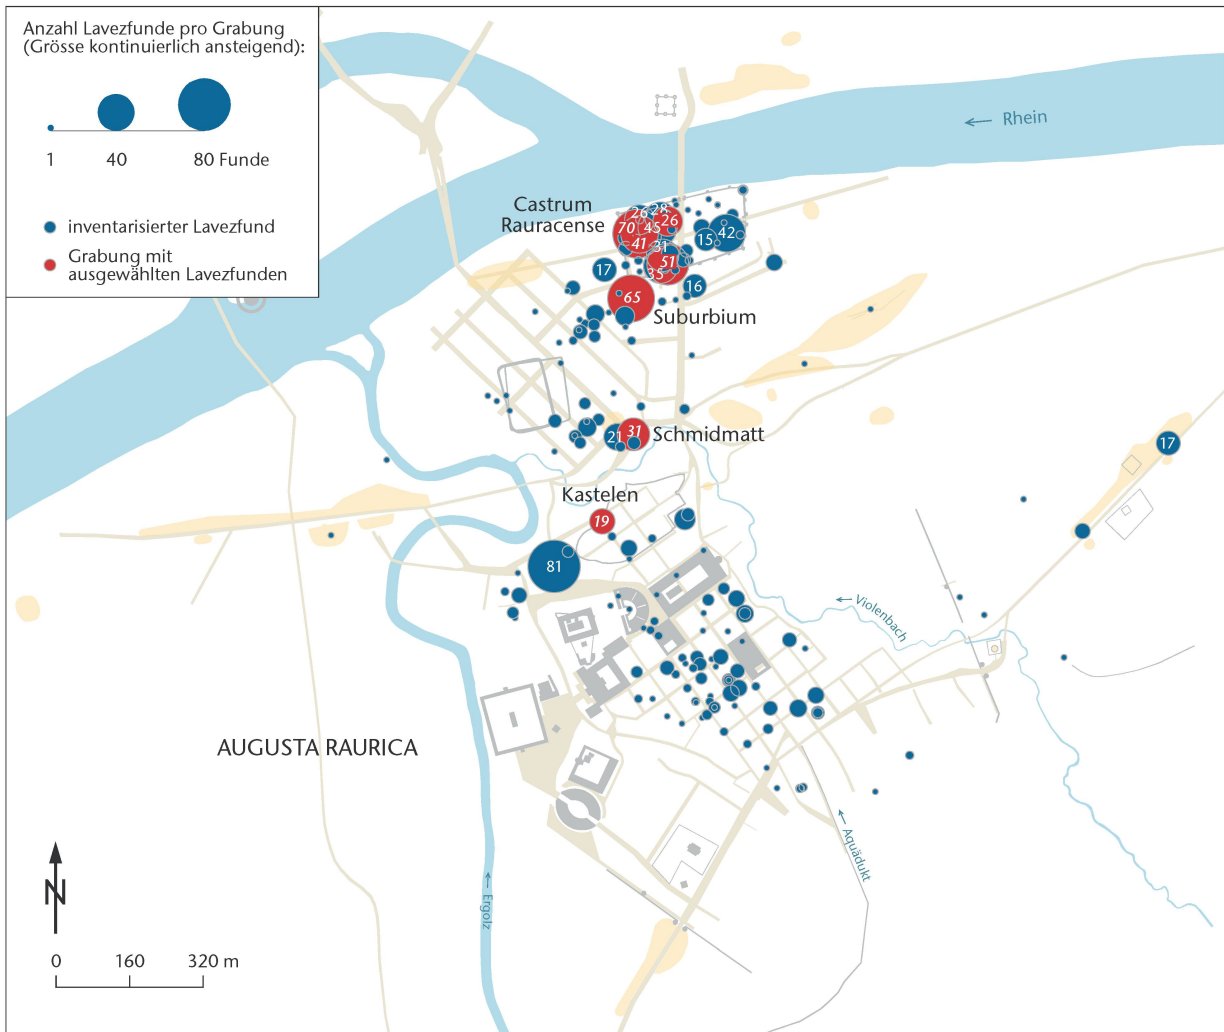 Anzahl Lavezfunde pro Grabung
(Grösse kontinuierlich ansteigend):
1 40 80 Funde
inventarisierter Lavezfund
Grabung mit
ausgewählten Lavezfunden
Rhein
Castrum
Rauracense
26 28
70 45 26
41 31
15 42
17 35 51
16
65
Suburbium
21 31
Schmidmatt
17
Kastelen
19
81
Violenbach
AUGUSTA RAURICA
Aquädukt
Ergolz
N
0 160 320 m